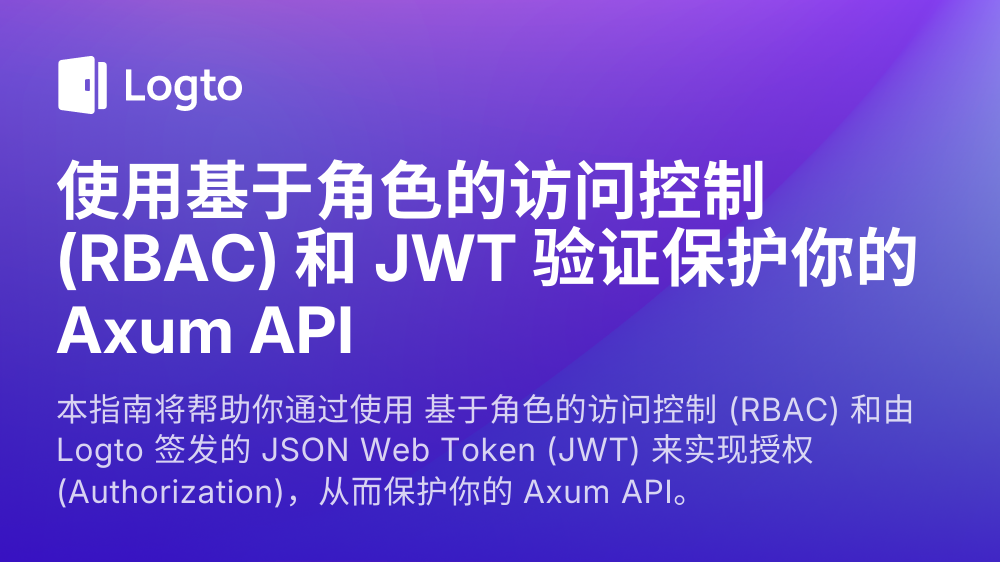 Logto
使用基于角色的访问控制
(RBAC) 和 JWT 验证保护你的
Axum API
本指南将帮助你通过使用 基于角色的访问控制 (RBAC) 和由
Logto 签发的 JSON Web Token (JWT) 来实现授权
(Authorization)，从而保护你的 Axum API。